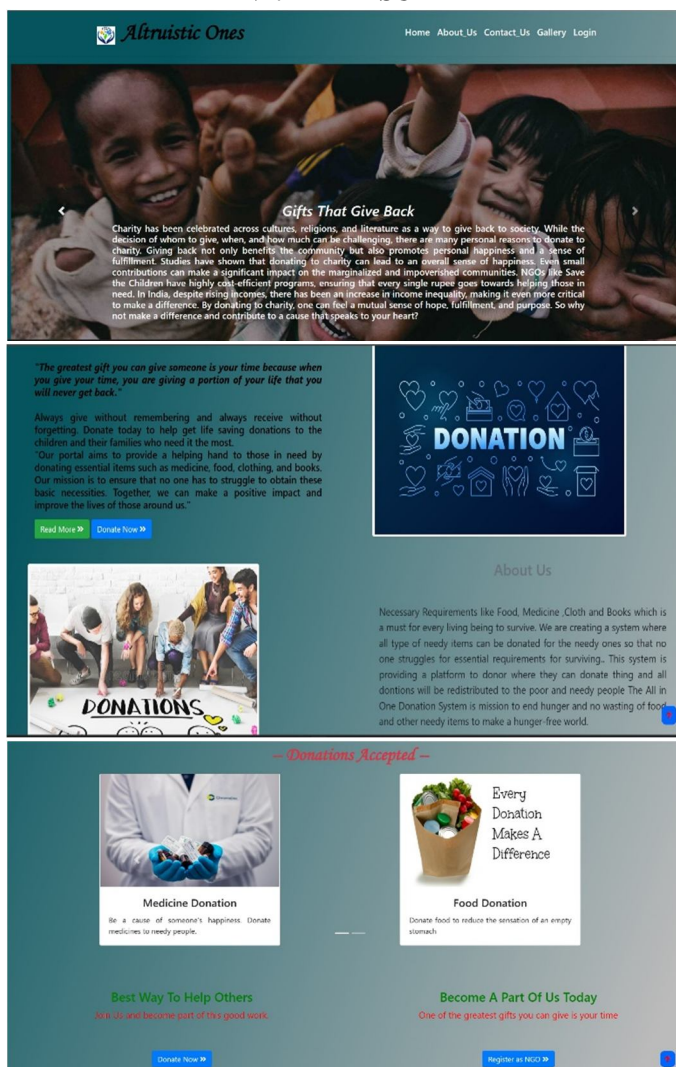 Altruistic Ones
Home About_Us Contact_Us Gallery Login
Gifts That Give Back
Charity has been celebrated across cultures, religions, and literature as a way to give back to society. While the
decision of whom to give, when, and how much can be challenging, there are many personal reasons to donate to
charity. Giving back not only benefits the community but also promotes personal happiness and a sense of
fulfillment. Studies have shown that donating to charity can lead to an overall sense of happiness. Even small
contributions can make a significant impact on the marginalized and impoverished communities. NGOs like Save
the Children have highly cost-efficient programs, ensuring that every single rupee goes towards helping those in
need. In India, despite rising incomes, there has been an increase in income inequality, making it even more critical
to make a difference. By donating to charity, one can feel a mutual sense of hope, fulfillment, and purpose. So why
not make a difference and contribute to a cause that speaks to your heart?
"The greatest gift you can give someone is your time because when
you give your time, you are giving a portion of your life that you
will never get back."
Always give without remembering and always receive without
forgetting. Donate today to help get life saving donations to the
children and their families who need it the most.
"Our portal aims to provide a helping hand to those in need by
donating essential items such as medicine, food, clothing, and books.
Our mission is to ensure that no one has to struggle to obtain these
basic necessities. Together, we can make a positive impact and
improve the lives of those around us."
Read More » Donate Now »
DONATION
DONATIONS
About Us
Necessary Requirements like Food, Medicine ,Cloth and Books which is
a must for every living being to survive. We are creating a system where
all type of needy items can be donated for the needy ones so that no
one struggles for essential requirements for surviving.. This system is
providing a platform to donor where they can donate thing and all
dontions will be redistributed to the poor and needy people The All in
One Donation System is mission to end hunger and no wasting of food
and other needy items to make a hunger-free world.
-- Donations Accepted --
Medicine Donation
Be a cause of someone's happiness. Donate
medicines to needy people.
Every
Donation
Makes A
Difference
Food Donation
Donate food to reduce the sensation of an empty
stomach
Best Way To Help Others
Join Us and become part of this good work.
Donate Now »
Become A Part Of Us Today
One of the greatest gifts you can give is your time
Register as NGO »